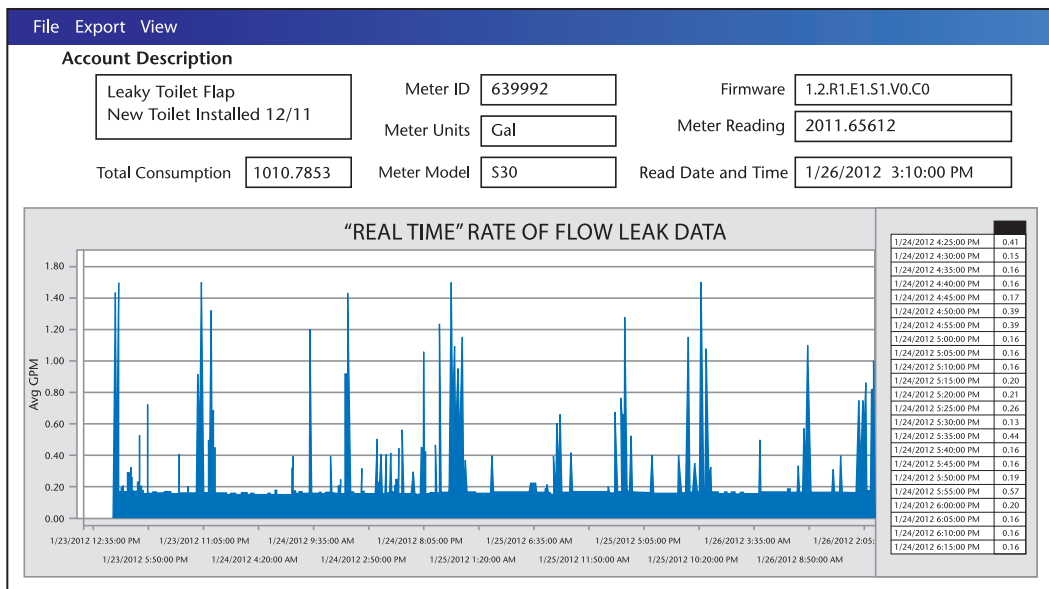 File Export View
Account Description
Leaky Toilet Flap
New Toilet Installed 12/11
Meter ID 639992
Firmware 1.2.R1.E1.S1.V0.C0
Meter Units Gal
Meter Reading 2011.65612
Total Consumption 1010.7853
Meter Model S30
Read Date and Time 1/26/2012 3:10:00 PM
“REAL TIME” RATE OF FLOW LEAK DATA
Avg GPM
1.80
1.40
1.20
1.00
0.80
0.60
0.40
0.20
0.00
1/23/2012 12:35:00 PM
1/23/2012 5:50:00 PM
1/23/2012 11:05:00 PM
1/24/2012 4:20:00 PM
1/24/2012 9:35:00 AM
1/24/2012 2:50:00 PM
1/24/2012 8:05:00 PM
1/25/2012 1:20:00 AM
1/25/2012 6:35:00 AM
1/25/2012 11:50:00 AM
1/25/2012 5:05:00 PM
1/25/2012 10:20:00 PM
1/26/2012 3:35:00 AM
1/26/2012 8:50:00 AM
1/26/2012 2:05:
1/24/2012 4:25:00 PM 0.41
1/24/2012 4:30:00 PM 0.15
1/24/2012 4:35:00 PM 0.16
1/24/2012 4:40:00 PM 0.16
1/24/2012 4:45:00 PM 0.17
1/24/2012 4:50:00 PM 0.39
1/24/2012 4:55:00 PM 0.39
1/24/2012 5:00:00 PM 0.16
1/24/2012 5:05:00 PM 0.16
1/24/2012 5:10:00 PM 0.16
1/24/2012 5:15:00 PM 0.20
1/24/2012 5:20:00 PM 0.21
1/24/2012 5:25:00 PM 0.26
1/24/2012 5:30:00 PM 0.13
1/24/2012 5:35:00 PM 0.44
1/24/2012 5:40:00 PM 0.16
1/24/2012 5:45:00 PM 0.16
1/24/2012 5:50:00 PM 0.19
1/24/2012 5:55:00 PM 0.57
1/24/2012 6:00:00 PM 0.20
1/24/2012 6:05:00 PM 0.16
1/24/2012 6:10:00 PM 0.16
1/24/2012 6:15:00 PM 0.16